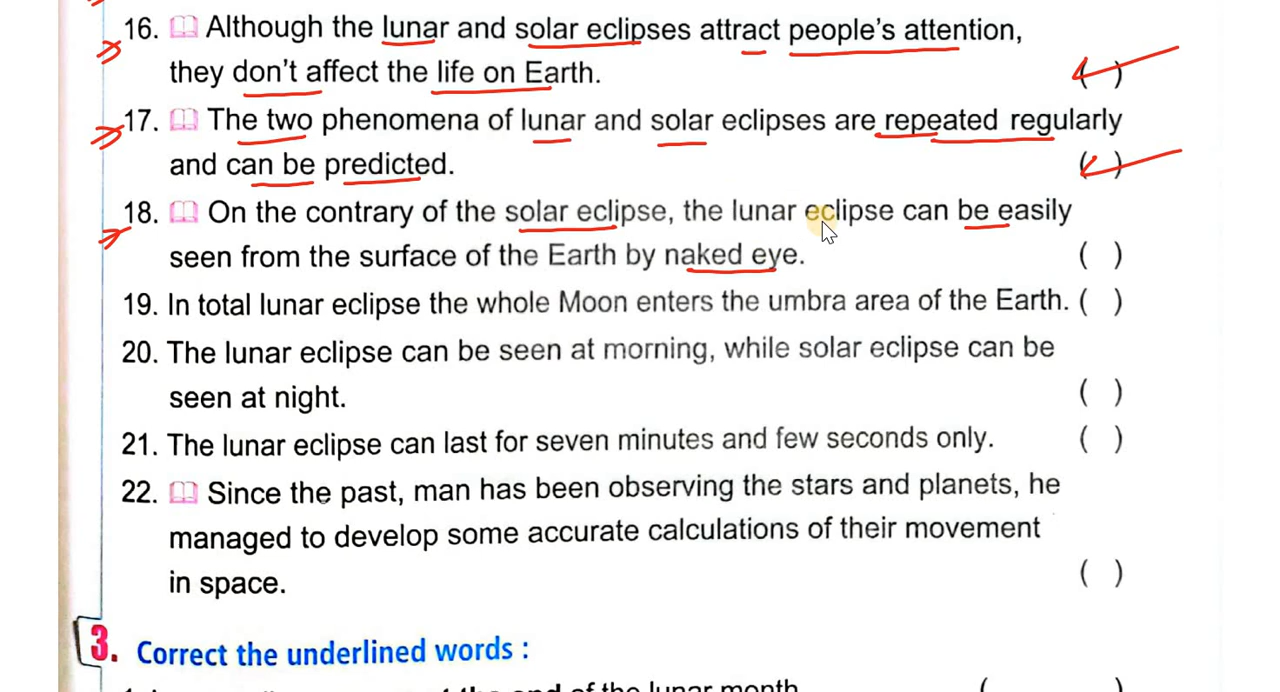 16. Although the lunar and solar eclipses attract people's attention,
they don't affect the life on Earth. ( )
17. The two phenomena of lunar and solar eclipses are repeated regularly
and can be predicted. ( )
18. On the contrary of the solar eclipse, the lunar eclipse can be easily
seen from the surface of the Earth by naked eye. ( )
19. In total lunar eclipse the whole Moon enters the umbra area of the Earth. ( )
20. The lunar eclipse can be seen at morning, while solar eclipse can be
seen at night. ( )
21. The lunar eclipse can last for seven minutes and few seconds only. ( )
22. Since the past, man has been observing the stars and planets, he
managed to develop some accurate calculations of their movement
in space. ( )
3. Correct the underlined words :
the end of the lunar month ( )